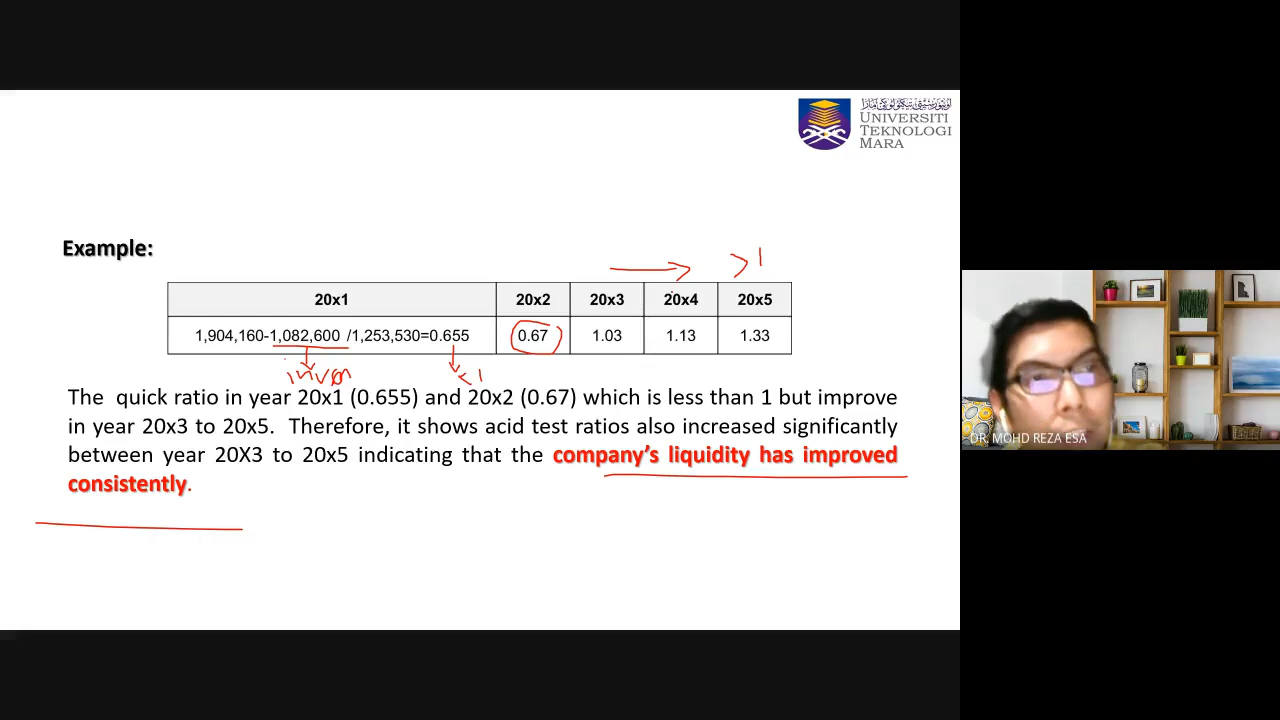 اونيۏرسيتي تيكنولوݢي مارا
UNIVERSITI
TEKNOLOGI
MARA
Example:
>1
20x1 20x2 20x3 20x4 20x5
1,904,160-1,082,600 /1,253,530=0.655 0.67 1.03 1.13 1.33
inven <1
The quick ratio in year 20x1 (0.655) and 20x2 (0.67) which is less than 1 but improve
in year 20x3 to 20x5. Therefore, it shows acid test ratios also increased significantly
between year 20X3 to 20x5 indicating that the company's liquidity has improved
consistently.
DR. MOHD REZA ESA